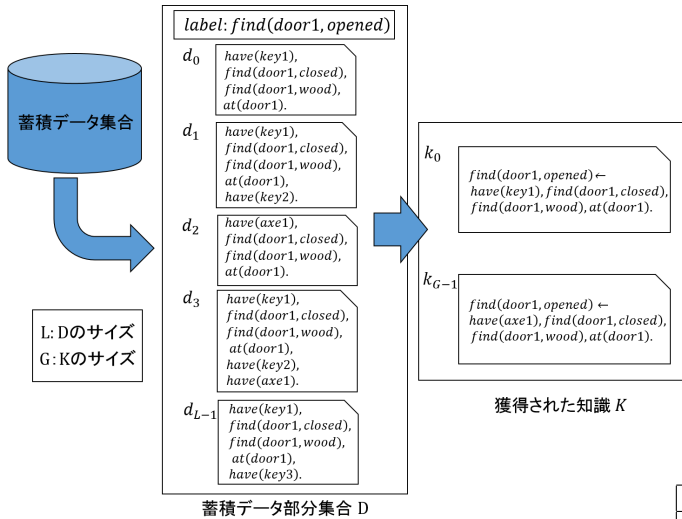 蓄積データ集合
L: Dのサイズ
G: Kのサイズ
label: find(door1, opened)
d0
have(key1),
find(door1, closed),
find(door1, wood),
at(door1).
d1
have(key1),
find(door1, closed),
find(door1, wood),
at(door1),
have(key2).
d2
have(axe1),
find(door1, closed),
find(door1, wood),
at(door1).
d3
have(key1),
find(door1, closed),
find(door1, wood),
at(door1),
have(key2),
have(axe1).
dL−1
have(key1),
find(door1, closed),
find(door1, wood),
at(door1),
have(key3).
蓄積データ部分集合 D
k0
find(door1, opened) ←
have(key1), find(door1, closed),
find(door1, wood), at(door1).
kG−1
find(door1, opened) ←
have(axe1), find(door1, closed),
find(door1, wood), at(door1).
獲得された知識 K